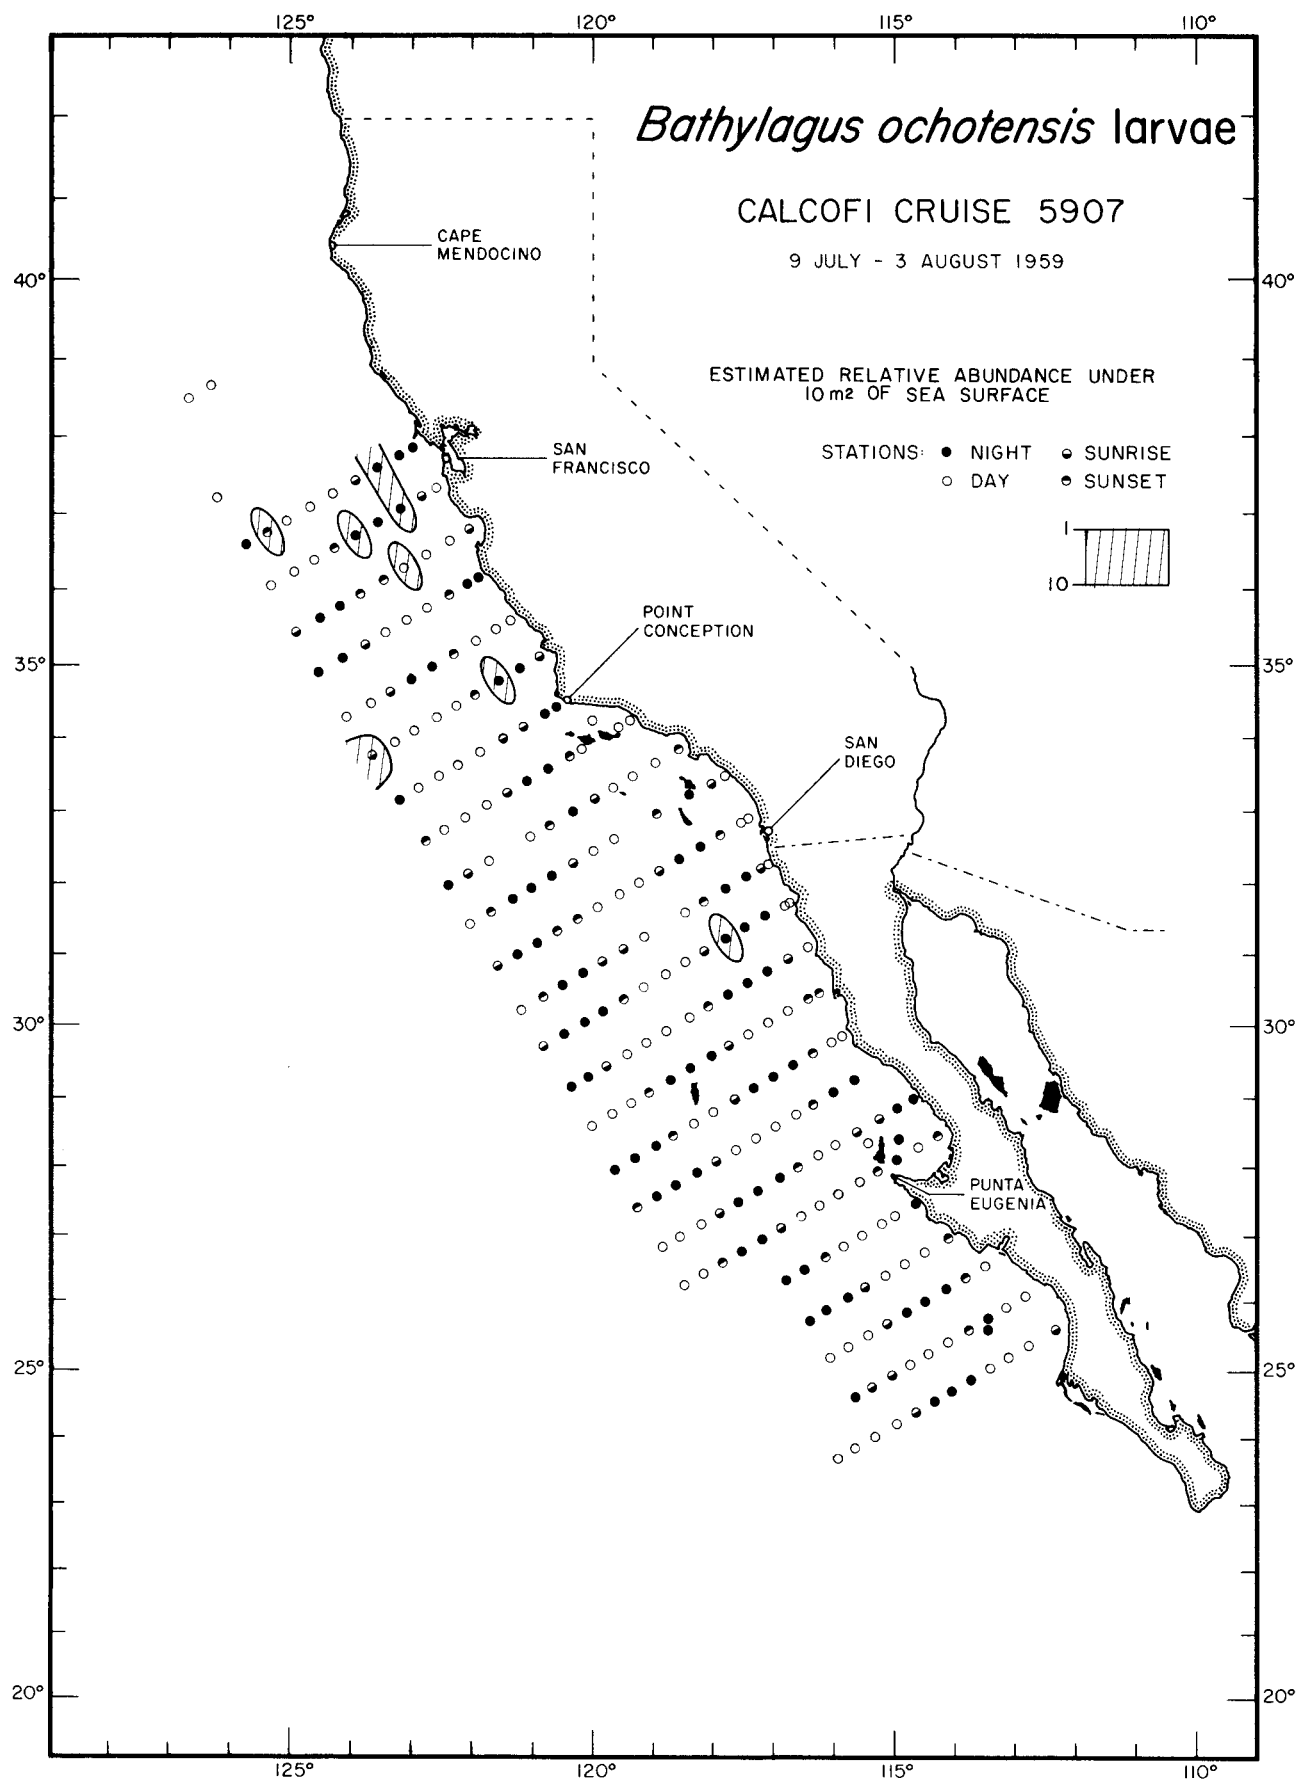 125° 120° 115° 110°
Bathylagus ochotensis larvae
CALCOFI CRUISE 5907
9 JULY - 3 AUGUST 1959
CAPE
MENDOCINO
40° 40°
ESTIMATED RELATIVE ABUNDANCE UNDER
10 m2 OF SEA SURFACE
STATIONS: NIGHT SUNRISE
DAY SUNSET
SAN
FRANCISCO
1
10
POINT
CONCEPTION
35° 35°
SAN
DIEGO
30° 30°
PUNTA
EUGENIA
25° 25°
20° 20°
125° 120° 115° 110°